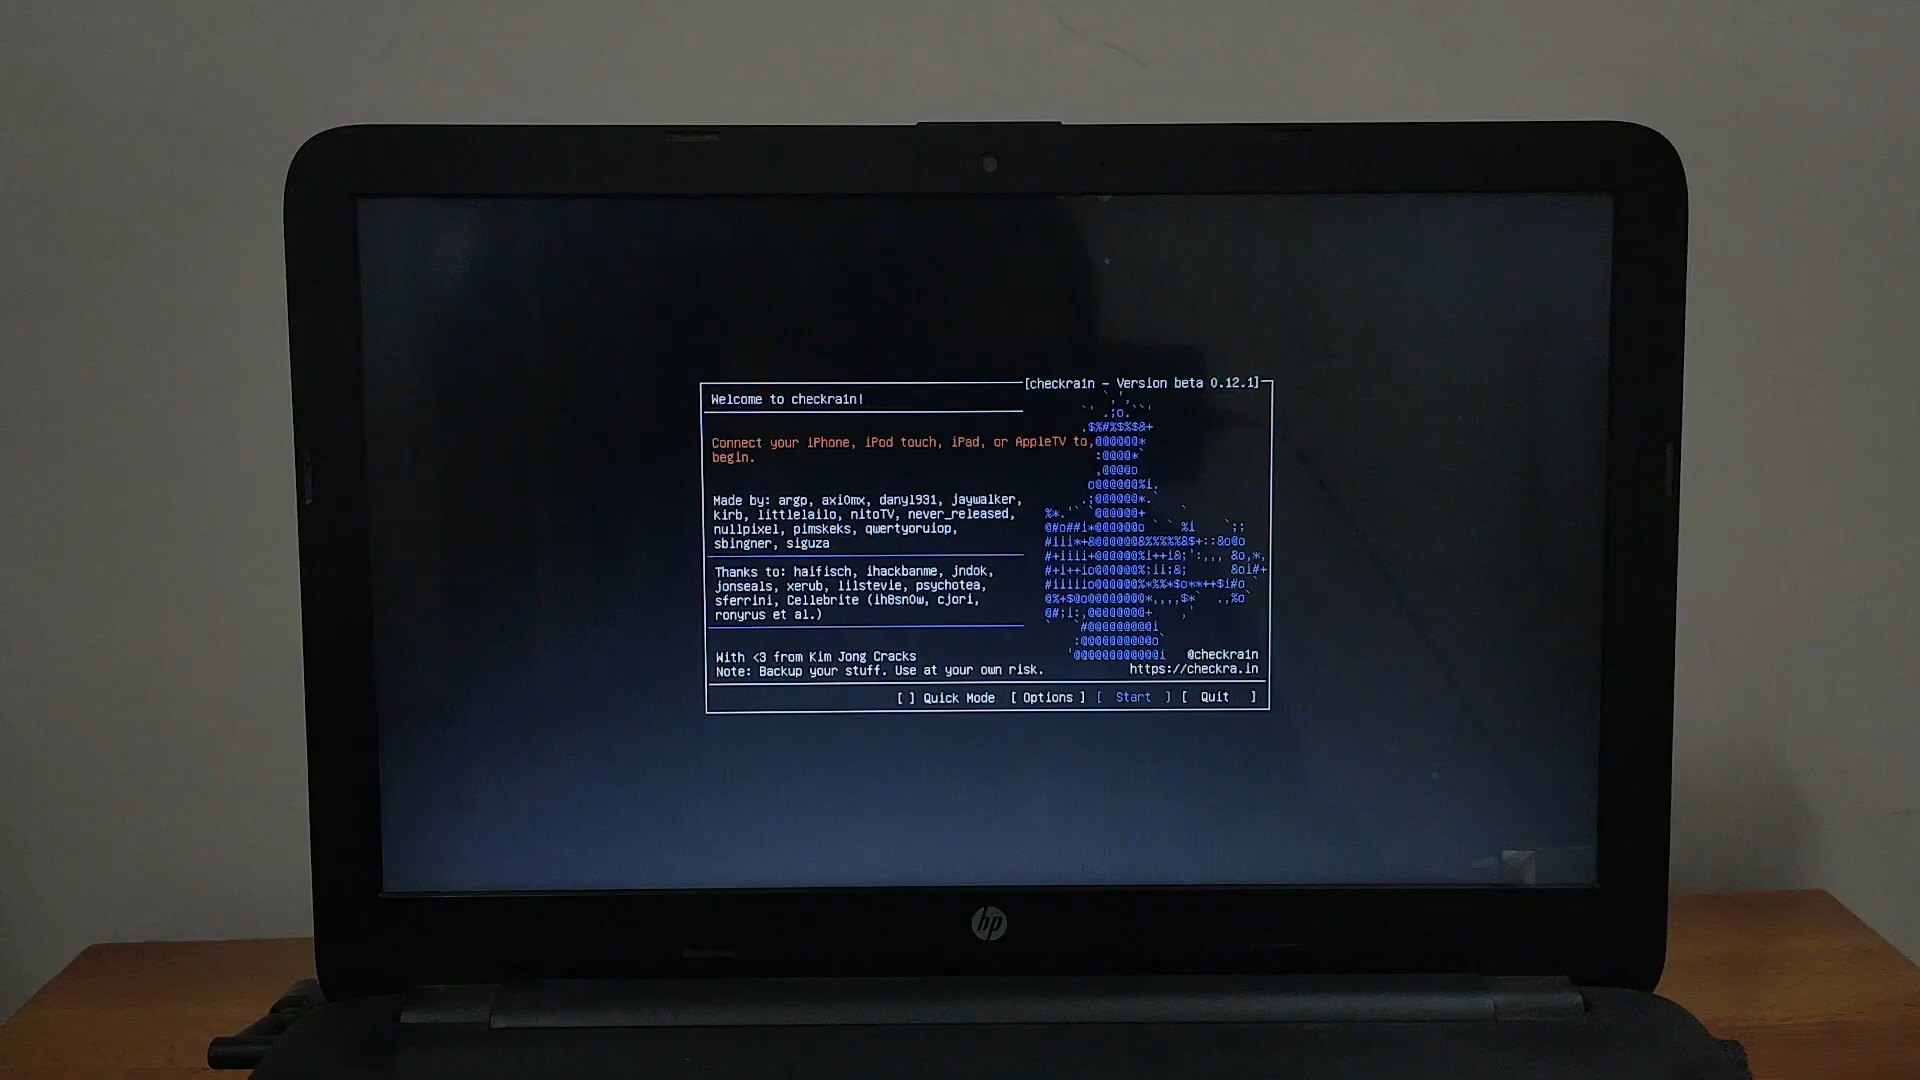 [checkra1n - Version beta 0.12.1]
Welcome to checkra1n!
Connect your iPhone, iPod touch, iPad, or AppleTV to
begin.
Made by: argp, axi0mx, danyl931, jaywalker,
kirb, littlelailo, nitoTV, never_released,
nullpixel, pimskeks, qwertyoruiop,
sbingner, siguza
Thanks to: haifisch, ihackbanme, jndok,
jonseals, xerub, lilstevie, psychotea,
sferrini, Cellebrite (ih8sn0w, cjori,
ronyrus et al.)
With <3 from Kim Jong Cracks
Note: Backup your stuff. Use at your own risk.
@checkra1n
https://checkra.in
[ ] Quick Mode [ Options ] [ Start ] [ Quit ]
hp